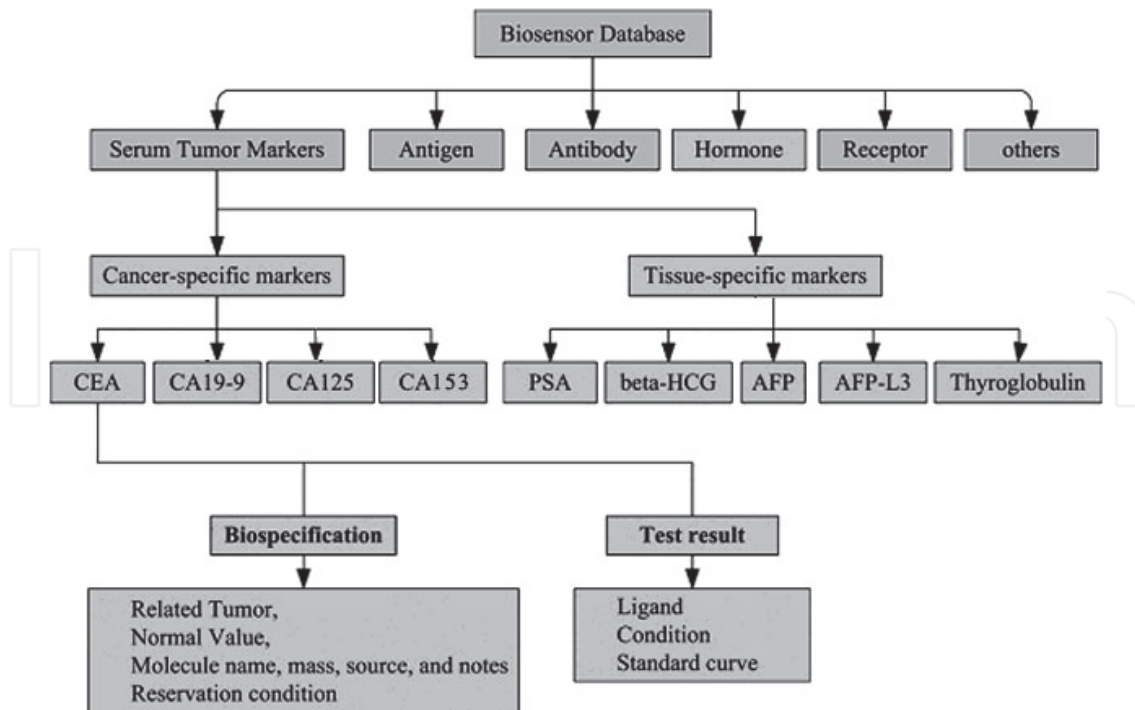 Biosensor Database
Serum Tumor Markers
Antigen
Antibody
Hormone
Receptor
others
Cancer-specific markers
Tissue-specific markers
CEA
CA19-9
CA125
CA153
PSA
beta-HCG
AFP
AFP-L3
Thyroglobulin
Biospecification
Test result
Related Tumor,
Normal Value,
Molecule name, mass, source, and notes
Reservation condition
Ligand
Condition
Standard curve